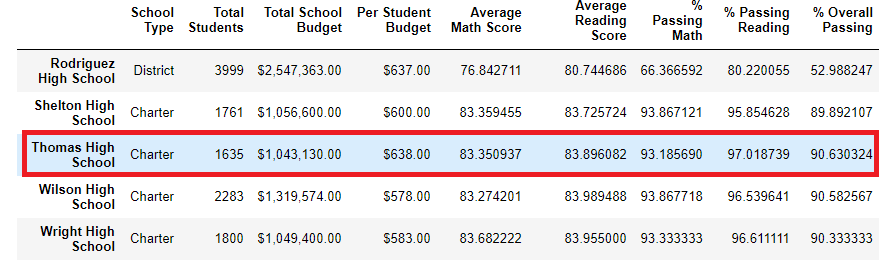 School Type Total Students Total School Budget Per Student Budget Average Math Score Average Reading Score % Passing Math % Passing Reading % Overall Passing
Rodriguez High School District 3999 $2,547,363.00 $637.00 76.842711 80.744686 66.366592 80.220055 52.988247
Shelton High School Charter 1761 $1,056,600.00 $600.00 83.359455 83.725724 93.867121 95.854628 89.892107
Thomas High School Charter 1635 $1,043,130.00 $638.00 83.350937 83.896082 93.185690 97.018739 90.630324
Wilson High School Charter 2283 $1,319,574.00 $578.00 83.274201 83.989488 93.867718 96.539641 90.582567
Wright High School Charter 1800 $1,049,400.00 $583.00 83.682222 83.955000 93.333333 96.611111 90.333333